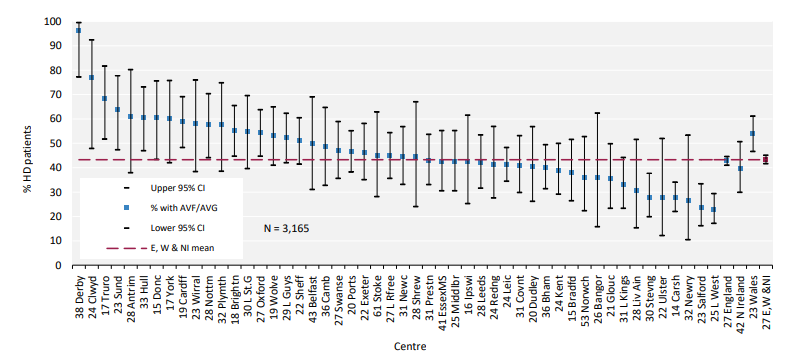 100
90
80
70
60
50
40
30
20
10
0
% HD patients
Upper 95% CI
% with AVF/AVG
Lower 95% CI
E, W & NI mean
N = 3,165
38 Derby
24 Clwyd
17 Truro
23 Sund
28 Antrim
33 Hull
15 Donc
17 York
19 Cardff
23 Wirral
28 Nottm
32 Plymth
18 Brightn
30 L St.G
27 Oxford
19 Wolve
29 L Guys
22 Sheff
43 Belfast
36 Camb
27 Swanse
20 Ports
22 Exeter
61 Stoke
27 L Rfree
31 Newc
28 Shrew
31 Prestn
41 EssexMS
25 Middlbr
16 Ipswi
28 Leeds
29 Redng
24 Leic
31 Covnt
20 Dudley
36 Bham
24 Kent
15 Bradfd
53 Norwch
26 Bangor
21 Glouc
31 L Kings
28 Liv Ain
30 Stevng
22 Ulster
14 Carsh
32 Newry
23 Salford
25 L West
27 England
42 N Ireland
23 Wales
27 E,W &NI
Centre